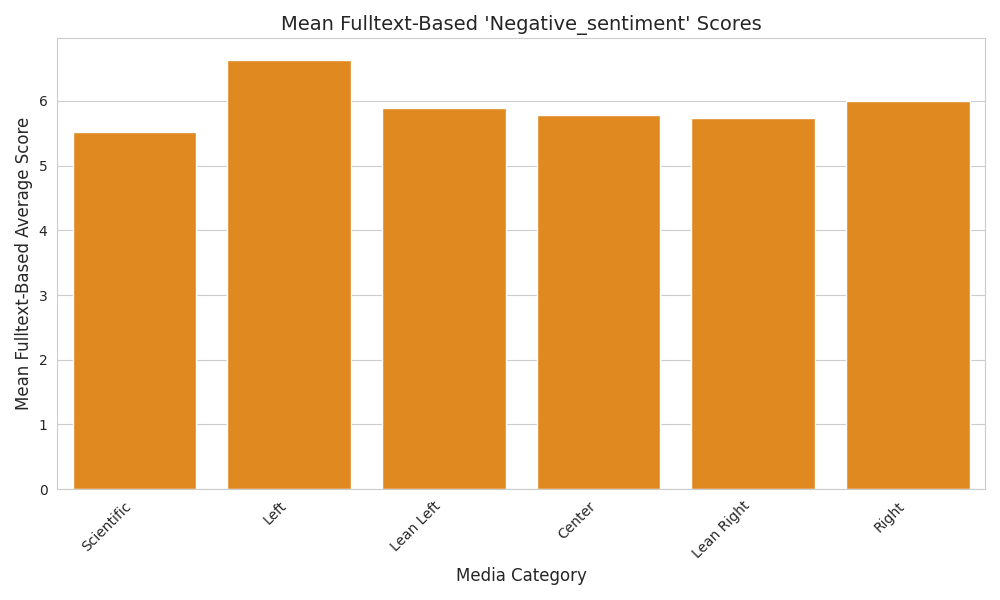 Mean Fulltext-Based 'Negative_sentiment' Scores
Mean Fulltext-Based Average Score
6
5
4
3
2
1
0
Scientific
Left
Lean Left
Center
Lean Right
Right
Media Category